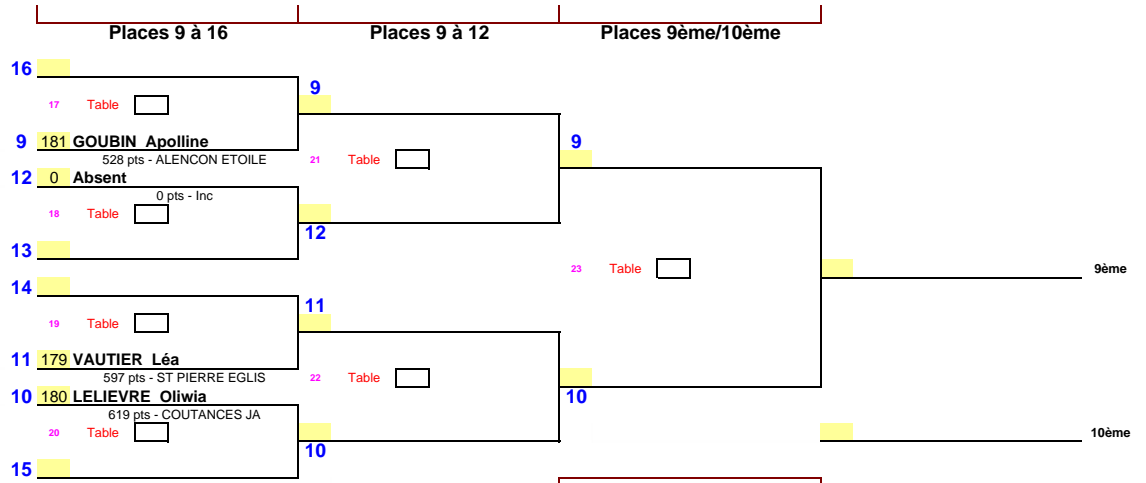 Places 9 à 16 Places 9 à 12 Places 9ème/10ème
16
9
17 Table
9 181 GOUBIN Apolline 9
528 pts - ALENCON ETOILE 21 Table
12 0 Absent
0 pts - Inc
18 Table
12
13
23 Table 9ème
14
11
19 Table
11 179 VAUTIER Léa
597 pts - ST PIERRE EGLIS 22 Table
10 180 LELIEVRE Oliwia 10
619 pts - COUTANCES JA
20 Table 10ème
10
15